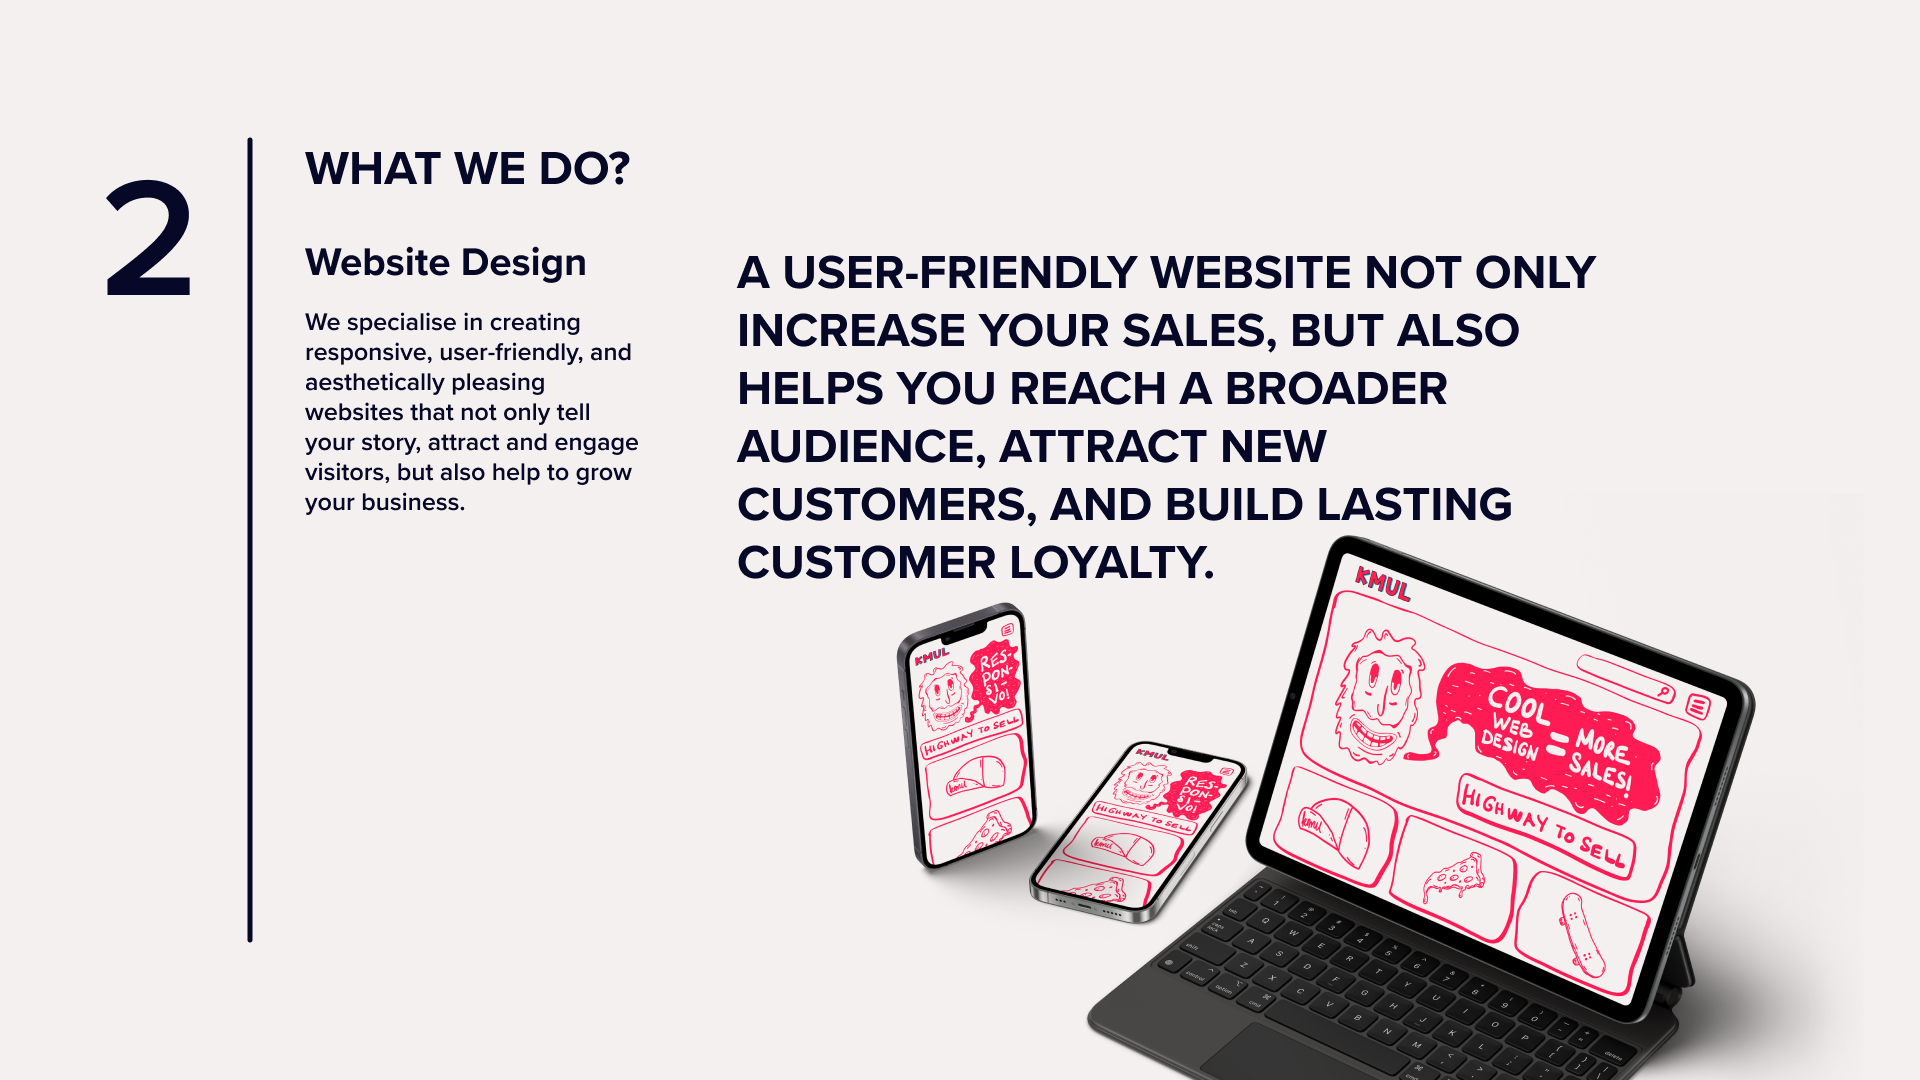 2
WHAT WE DO?
Website Design
We specialise in creating
responsive, user-friendly, and
aesthetically pleasing
websites that not only tell
your story, attract and engage
visitors, but also help to grow
your business.
A USER-FRIENDLY WEBSITE NOT ONLY
INCREASE YOUR SALES, BUT ALSO
HELPS YOU REACH A BROADER
AUDIENCE, ATTRACT NEW
CUSTOMERS, AND BUILD LASTING
CUSTOMER LOYALTY.
KMUL
RES-
PON-
SI-
VO!
HIGHWAY TO SELL
kmul
KMUL
RES-
PON-
SI-
VO!
HIGHWAY TO SELL
kmul
KMUL
COOL
WEB
DESIGN
=
MORE
SALES!
HIGHWAY TO SELL
kmul